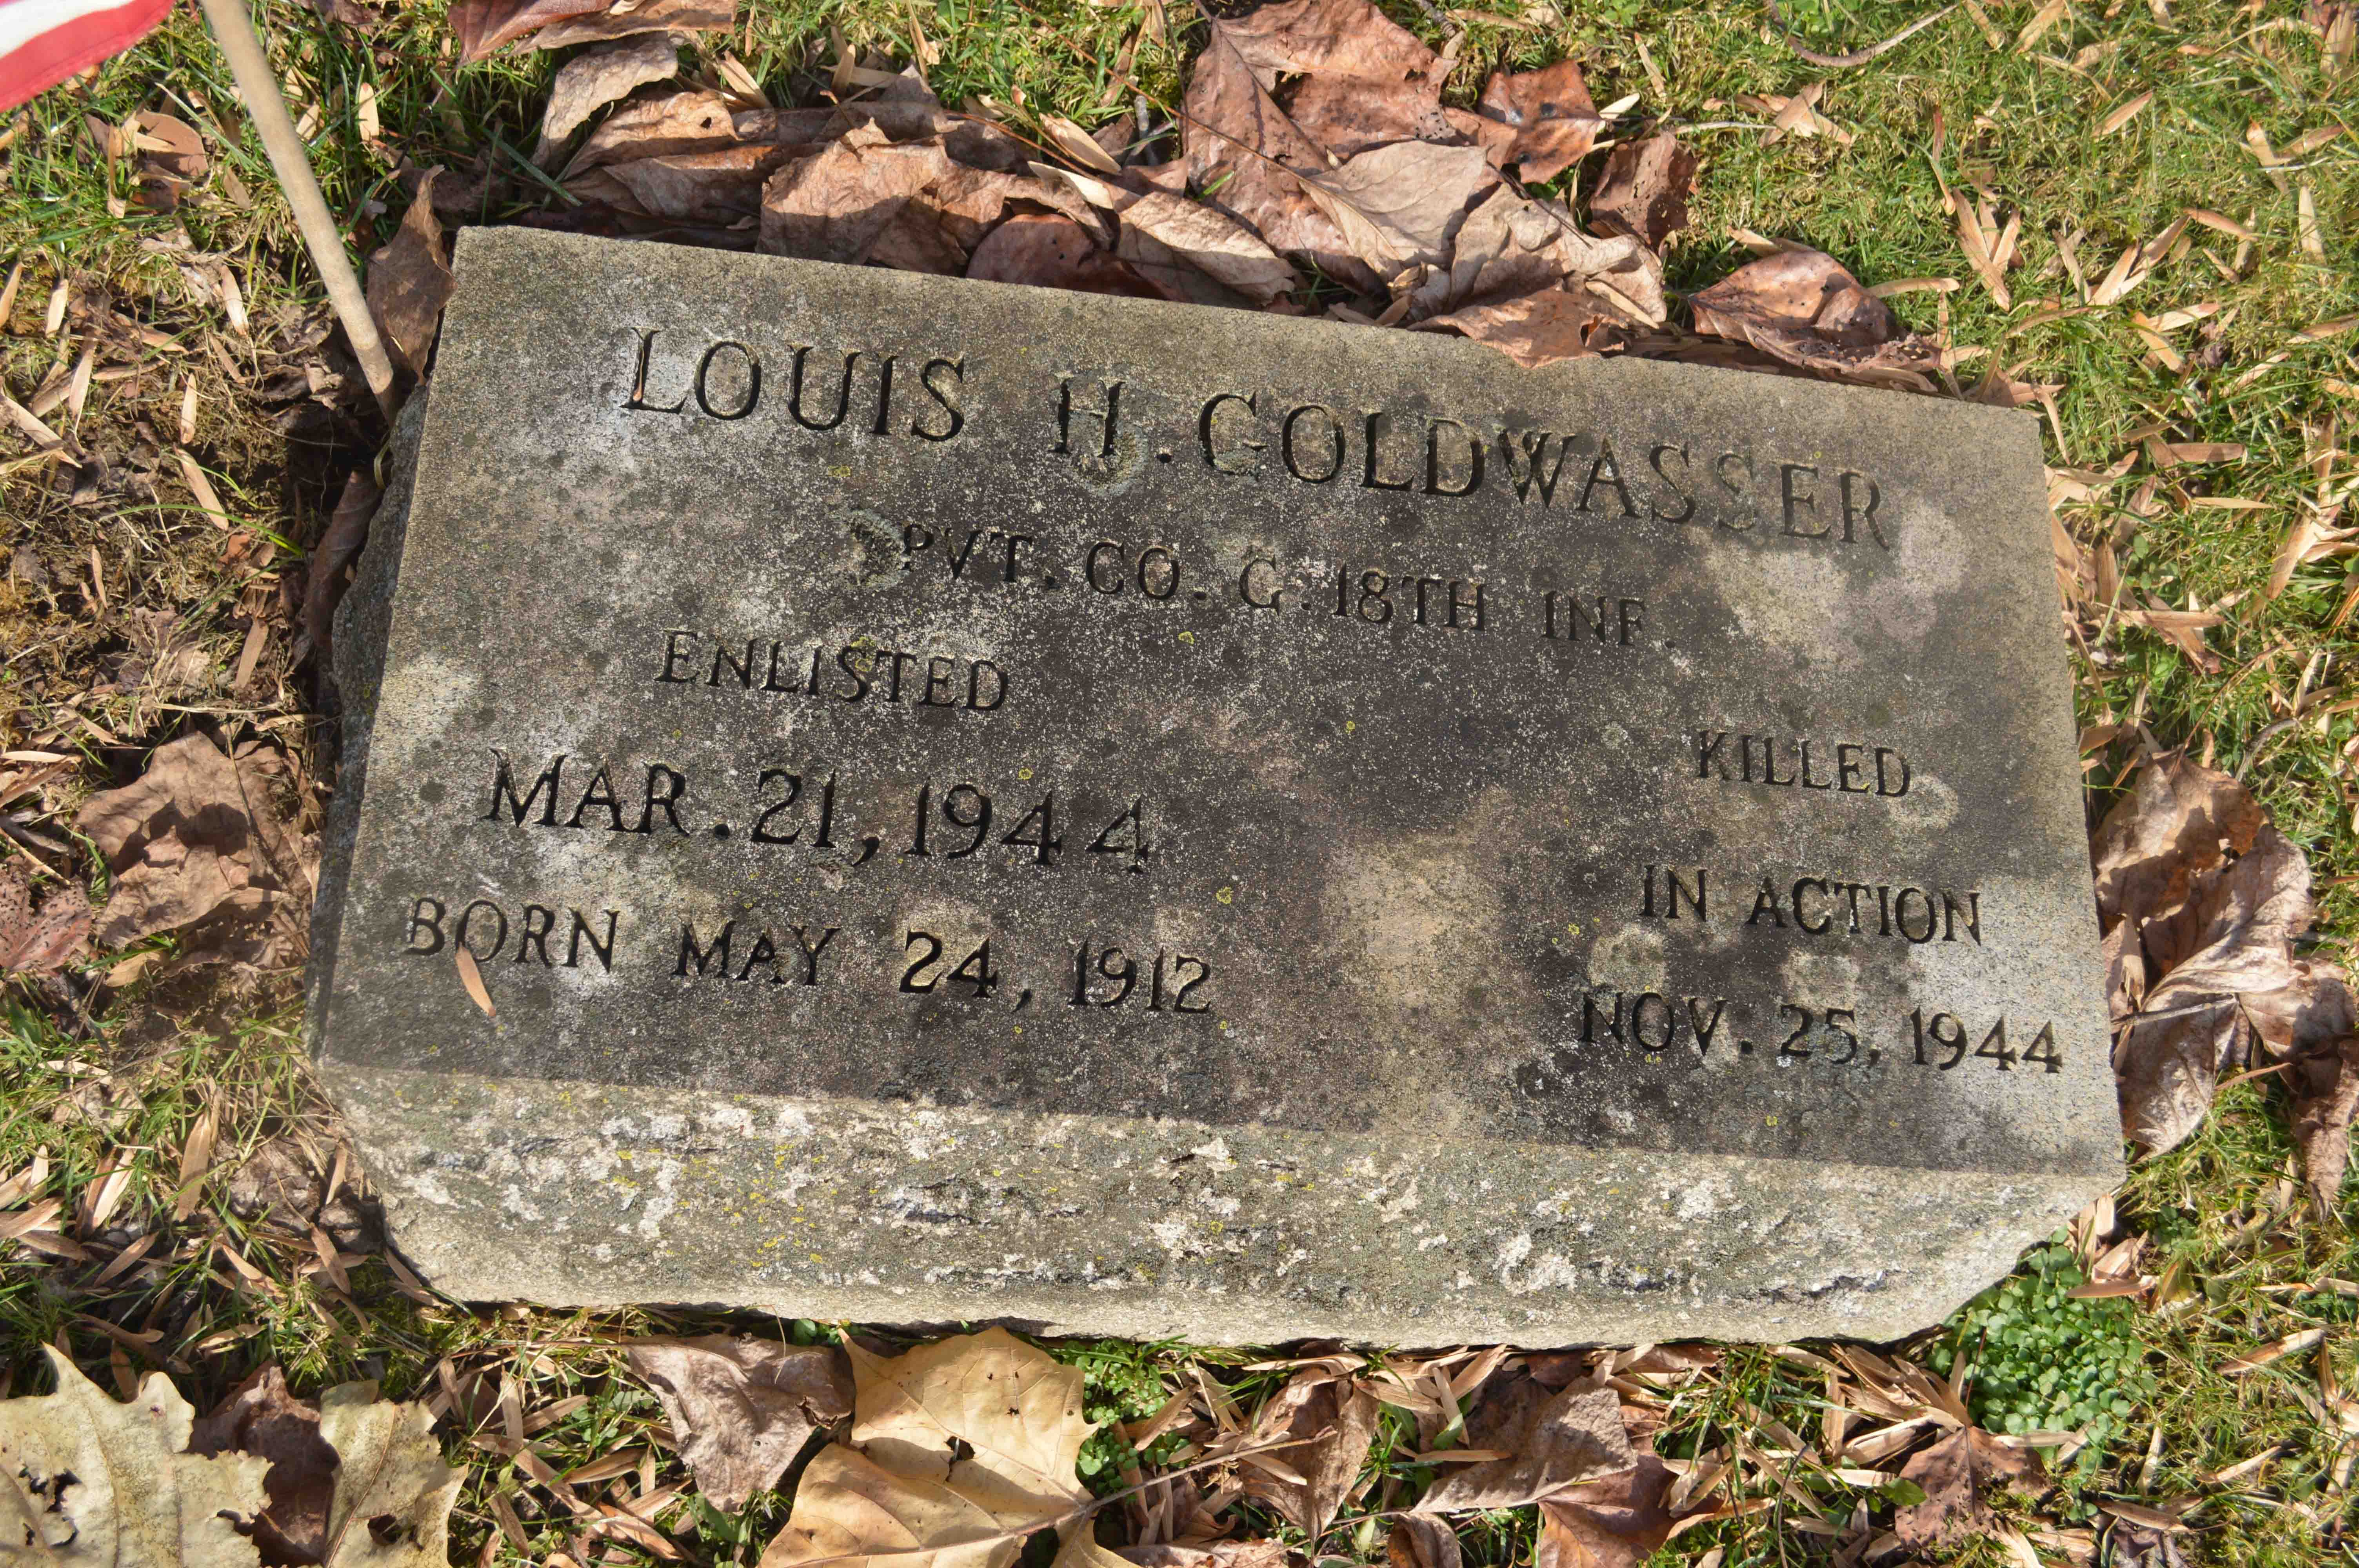 LOUIS H. GOLDWASSER
PVT. CO. G. 18TH INF.
ENLISTED
MAR. 21, 1944
BORN MAY 24, 1912
KILLED
IN ACTION
NOV. 25, 1944